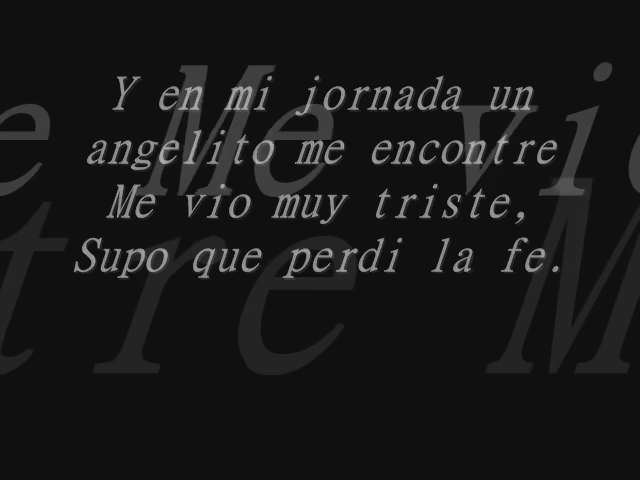 Y en mi jornada un
angelito me encontre
Me vio muy triste,
Supo que perdi la fe.